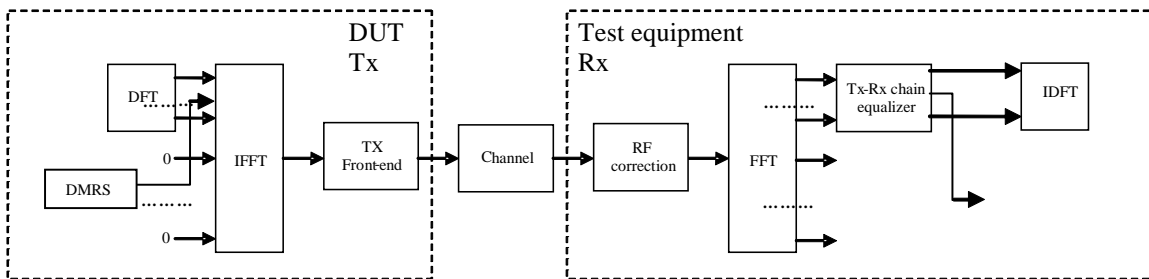 DUT
Tx
Test equipment
Rx
DFT
………
DMRS
0
………
0
IFFT
TX
Front-end
Channel
RF
correction
FFT
………
………
Tx-Rx chain
equalizer
IDFT